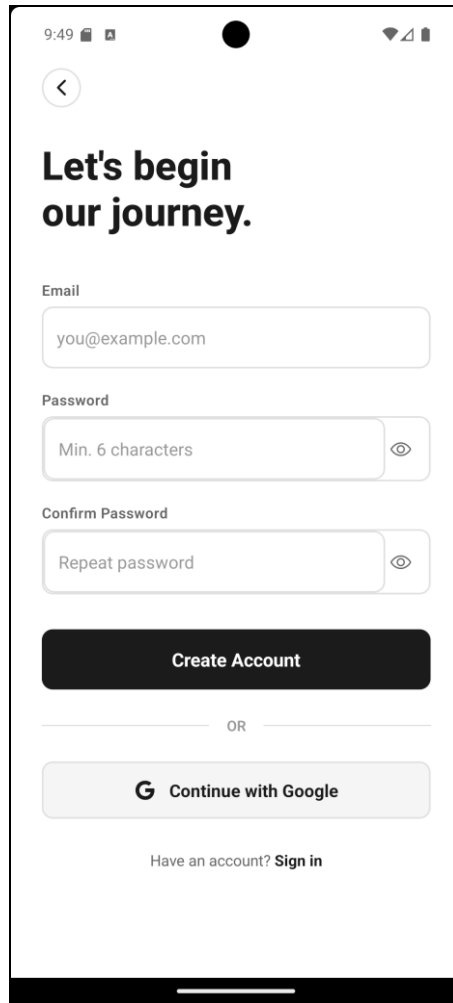 9:49
Let's begin
our journey.
Email
you@example.com
Password
Min. 6 characters
Confirm Password
Repeat password
Create Account
OR
G Continue with Google
Have an account? Sign in